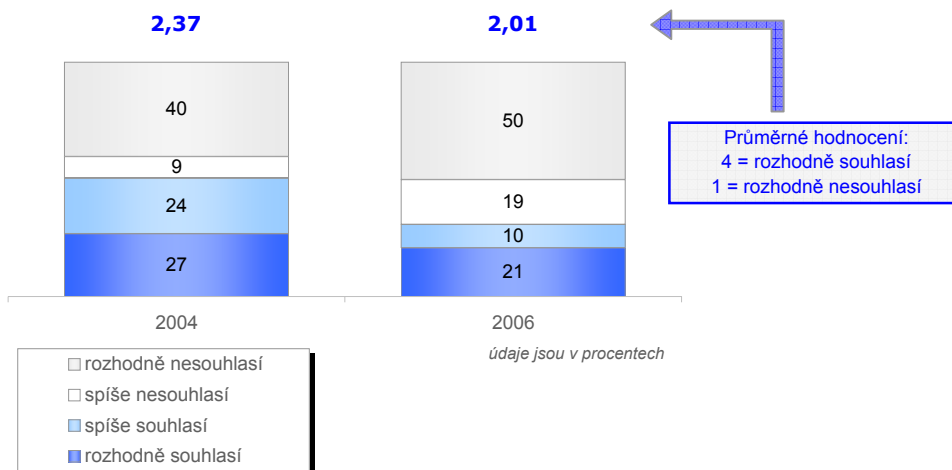 2,37
2,01
40
9
24
27
50
19
10
21
Průměrné hodnocení:
4 = rozhodně souhlasí
1 = rozhodně nesouhlasí
2004
2006
údaje jsou v procentech
rozhodně nesouhlasí
spíše nesouhlasí
spíše souhlasí
rozhodně souhlasí